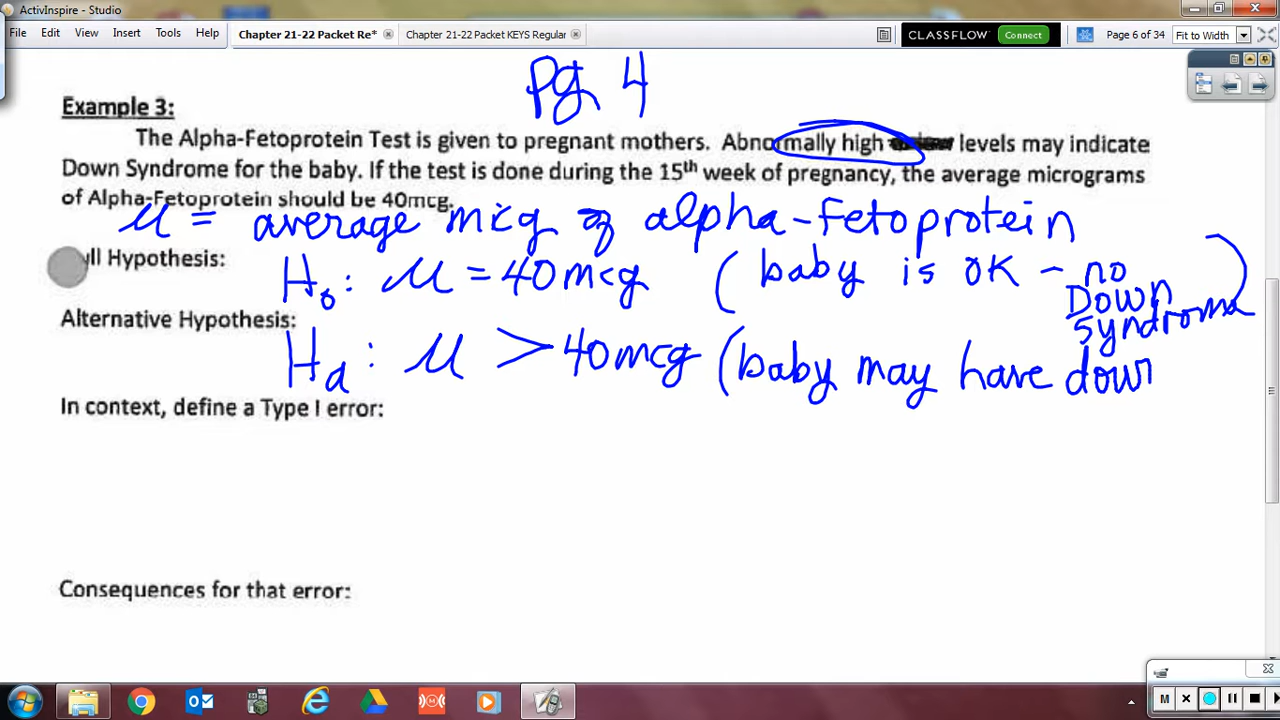 ActivInspire - Studio
File Edit View Insert Tools Help
Chapter 21-22 Packet Re*
Chapter 21-22 Packet KEYS Regular
CLASSFLOW Connect
Page 6 of 34
Fit to Width
pg 4
Example 3:
The Alpha-Fetoprotein Test is given to pregnant mothers. Abnormally high levels may indicate
Down Syndrome for the baby. If the test is done during the 15th week of pregnancy, the average micrograms
of Alpha-Fetoprotein should be 40mcg.
μ = average mcg of alpha-Fetoprotein
ll Hypothesis:
H₀: μ = 40mcg (baby is OK - no
Down
Syndrome)
Alternative Hypothesis:
Ha: μ > 40mcg (baby may have down
In context, define a Type I error:
Consequences for that error:
M